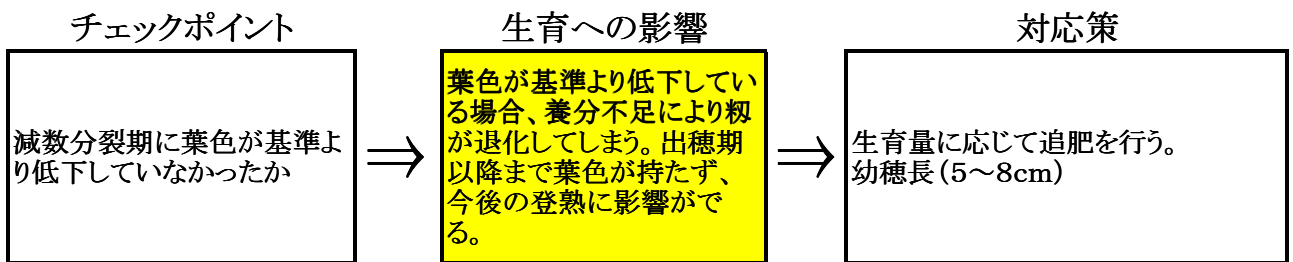 チェックポイント
生育への影響
対応策
減数分裂期に葉色が基準よ
り低下していなかったか
⇒
葉色が基準より低下してい
る場合、養分不足により籾
が退化してしまう。出穂期
以降まで葉色が持たず、
今後の登熟に影響がで
る。
⇒
生育量に応じて追肥を行う。
幼穂長(5～8cm)